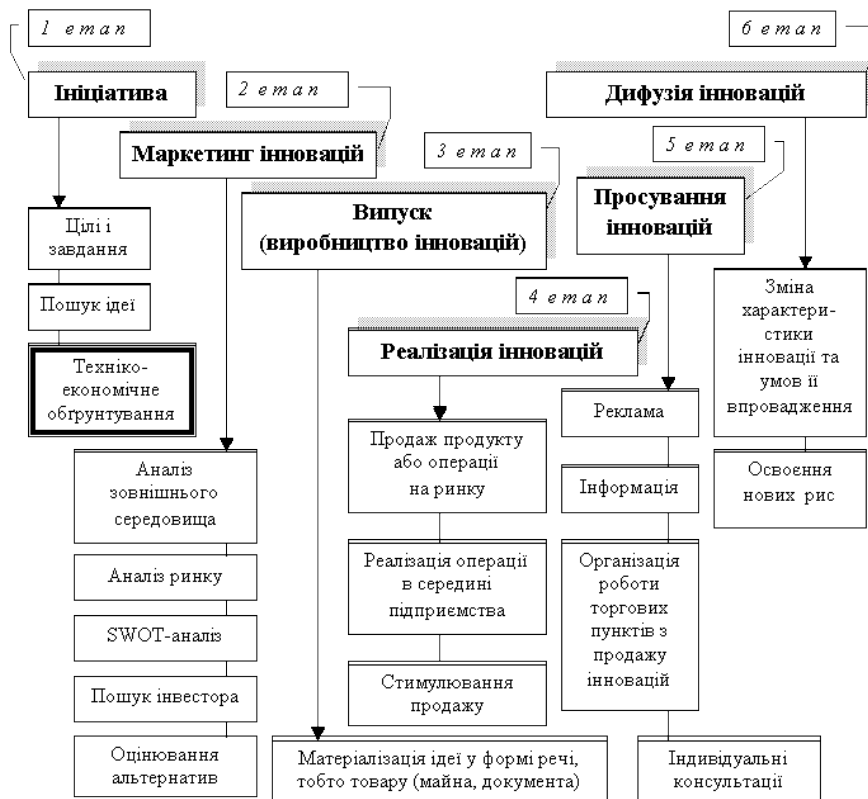 1 етап
Ініціатива
Цілі і
завдання
Пошук ідеї
Техніко-
економічне
обґрунтування
2 етап
Маркетинг інновацій
Аналіз
зовнішнього
середовища
Аналіз ринку
SWOT-аналіз
Пошук інвестора
Оцінювання
альтернатив
3 етап
Випуск
(виробництво інновацій)
Матеріалізація ідеї у формі речі,
тобто товару (майна, документа)
4 етап
Реалізація інновацій
Продаж продукту
або операції
на ринку
Реалізація операції
в середині
підприємства
Стимулювання
продажу
5 етап
Просування
інновацій
Реклама
Інформація
Організація
роботи
торгових
пунктів з
продажу
інновацій
Індивідуальні
консультації
6 етап
Дифузія інновацій
Зміна
характери-
стики
інновації та
умов її
впровадження
Освоєння
нових рис